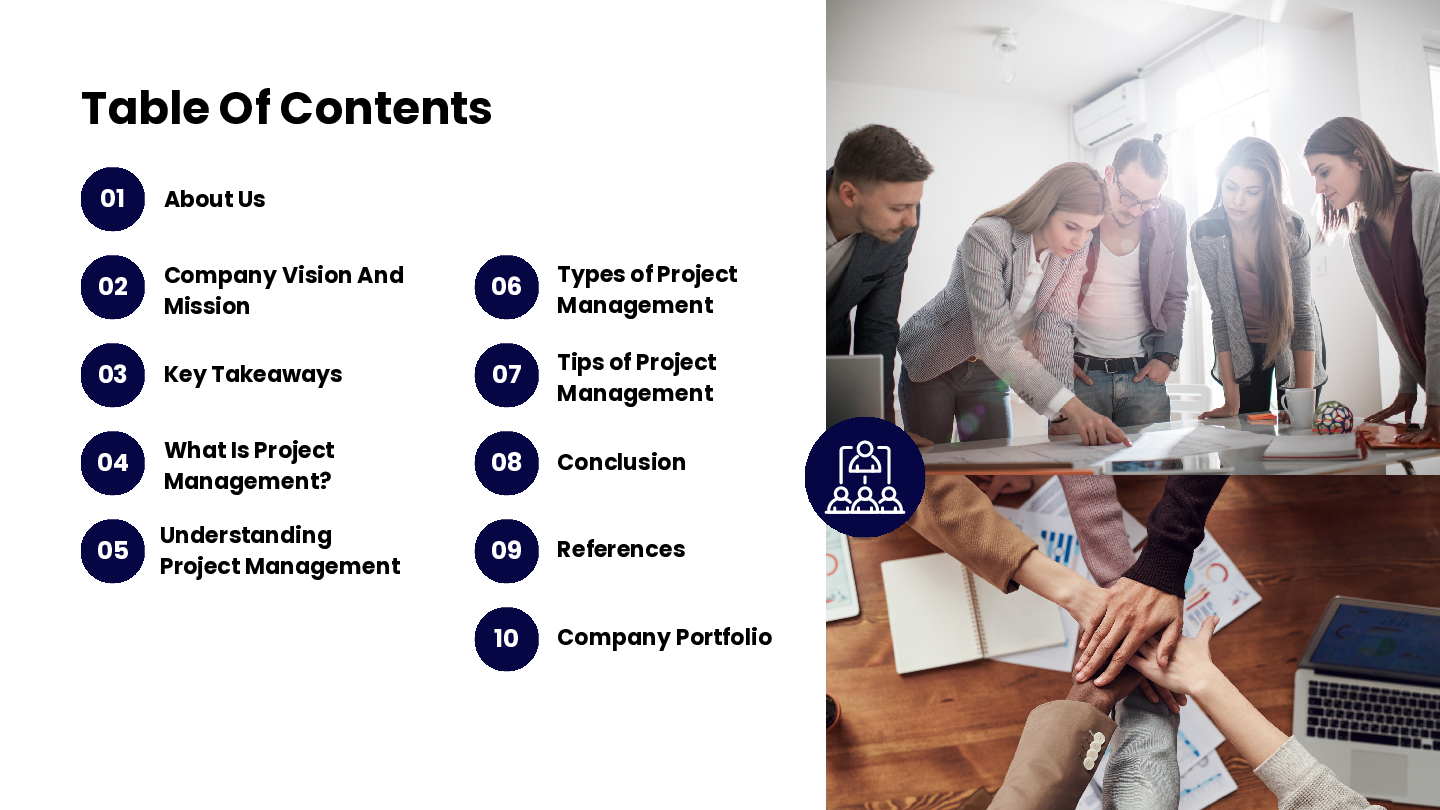 Table Of Contents
01
About Us
02
Company Vision And
Mission
03
Key Takeaways
04
What Is Project
Management?
05
Understanding
Project Management
06
Types of Project
Management
07
Tips of Project
Management
08
Conclusion
09
References
10
Company Portfolio